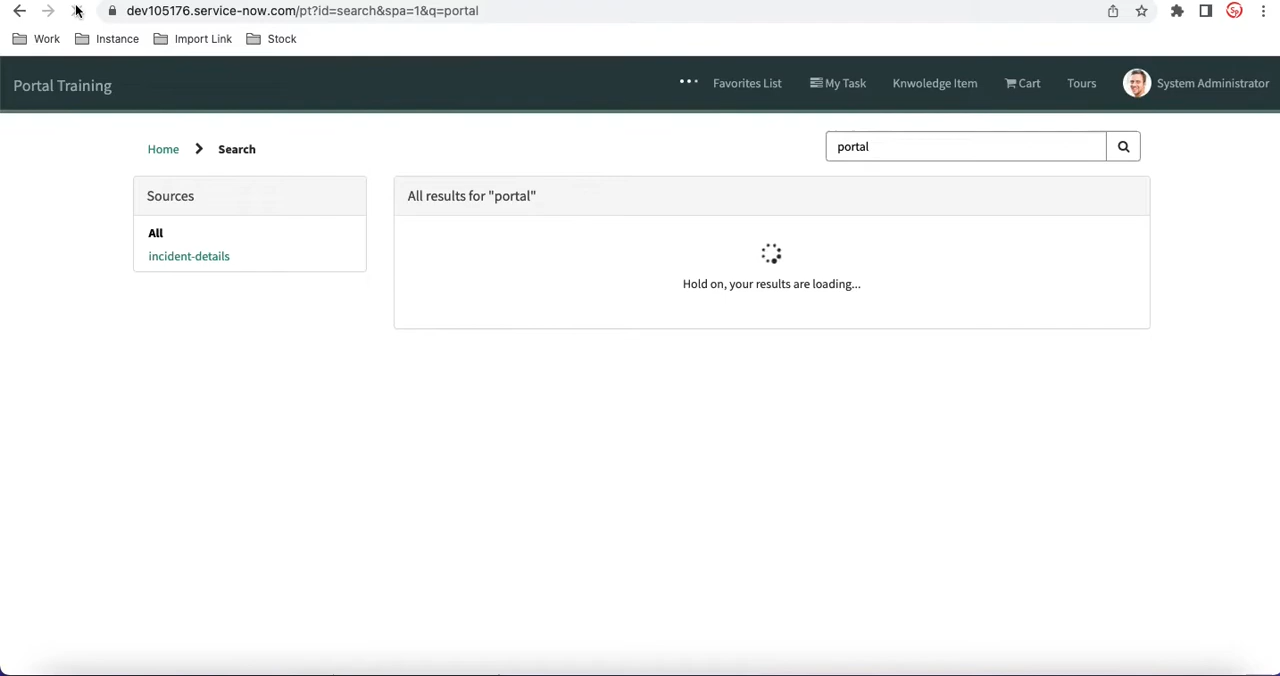 dev105176.service-now.com/pt?id=search&spa=1&q=portal
Work Instance Import Link Stock
Portal Training
Favorites List My Task Knwoledge Item Cart Tours System Administrator
Home Search
portal
Sources
All
incident-details
All results for "portal"
Hold on, your results are loading...